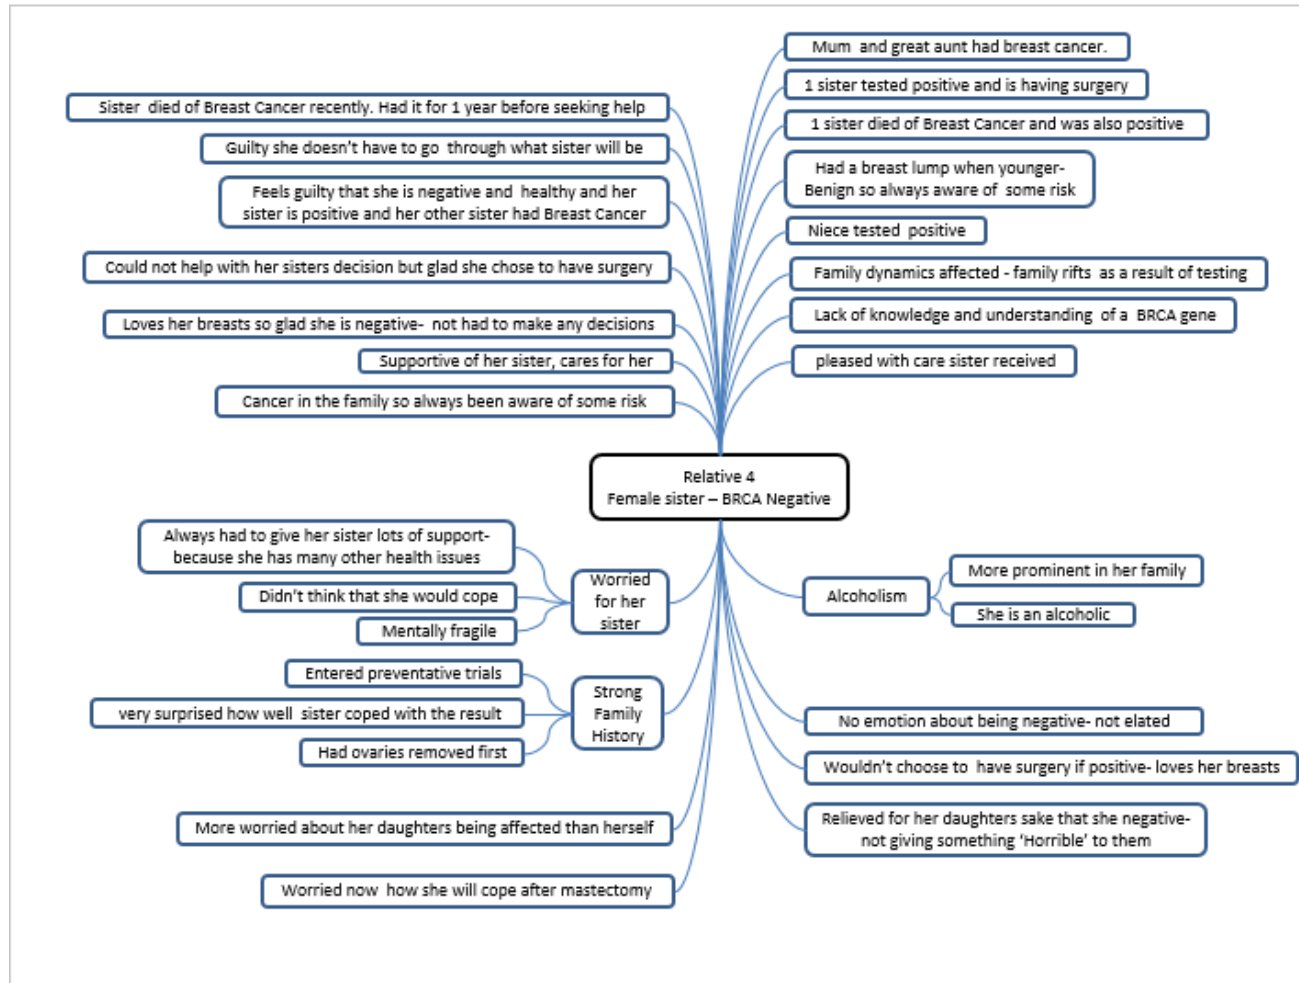 Mum and great aunt had breast cancer.
1 sister tested positive and is having surgery
Sister died of Breast Cancer recently. Had it for 1 year before seeking help
1 sister died of Breast Cancer and was also positive
Guilty she doesn't have to go through what sister will be
Had a breast lump when younger-
Benign so always aware of some risk
Feels guilty that she is negative and healthy and her
sister is positive and her other sister had Breast Cancer
Niece tested positive
Could not help with her sisters decision but glad she chose to have surgery
Family dynamics affected - family rifts as a result of testing
Loves her breasts so glad she is negative- not had to make any decisions
Lack of knowledge and understanding of a BRCA gene
Supportive of her sister, cares for her
pleased with care sister received
Cancer in the family so always been aware of some risk
Relative 4
Female sister – BRCA Negative
Always had to give her sister lots of support-
because she has many other health issues
Didn't think that she would cope
Mentally fragile
Worried
for her
sister
Alcoholism
More prominent in her family
She is an alcoholic
Entered preventative trials
very surprised how well sister coped with the result
Had ovaries removed first
Strong
Family
History
No emotion about being negative- not elated
Wouldn't choose to have surgery if positive- loves her breasts
Relieved for her daughters sake that she negative-
not giving something 'Horrible' to them
More worried about her daughters being affected than herself
Worried now how she will cope after mastectomy